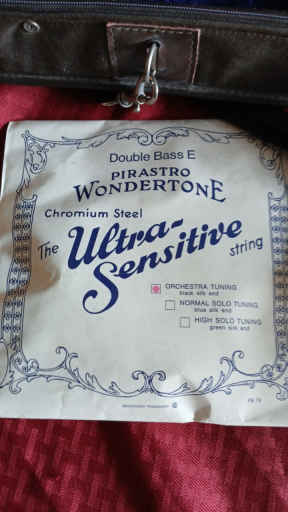 Double Bass E
PIRASTRO
WONDERTONE
Chromium Steel
The Ultra-Sensitive string
ORCHESTRA TUNING
black silk end
NORMAL SOLO TUNING
blue silk end
HIGH SOLO TUNING
green silk end